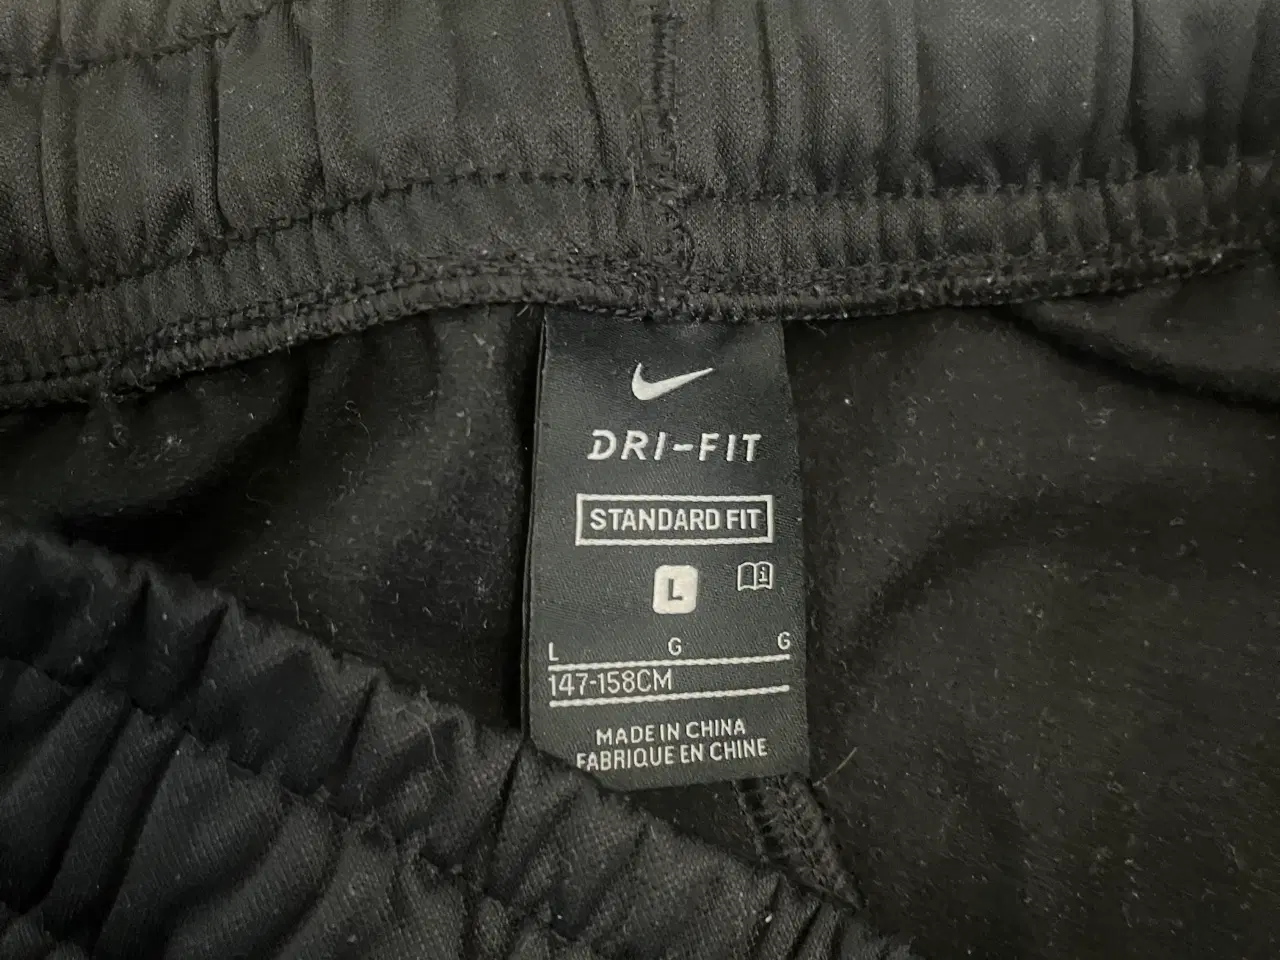 DRI-FIT
STANDARD FIT
L
L G G
147-158CM
MADE IN CHINA
FABRIQUE EN CHINE